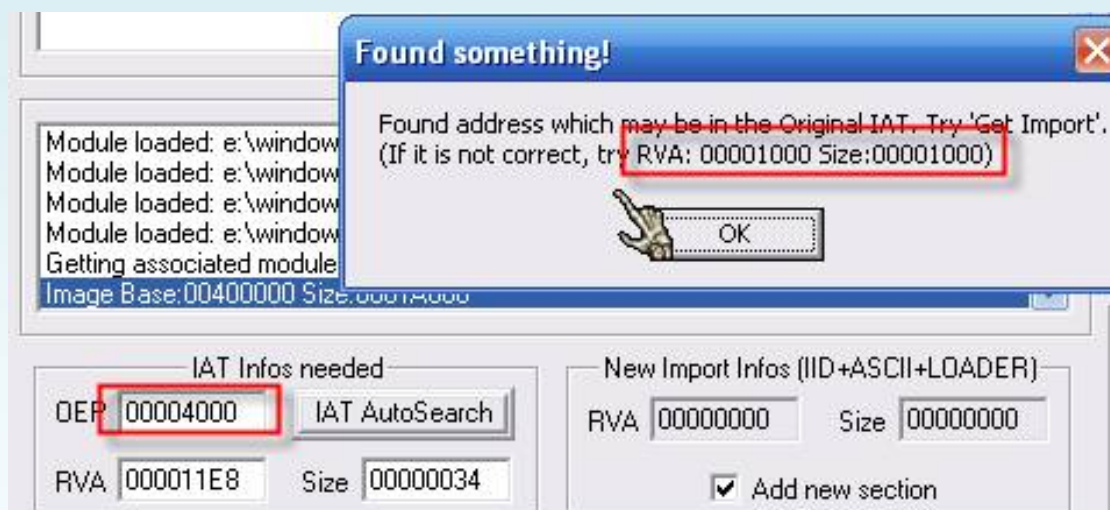 Found something!
Found address which may be in the Original IAT. Try 'Get Import'.
(If it is not correct, try RVA: 00001000 Size:00001000)
OK
Module loaded: e:\window
Module loaded: e:\window
Module loaded: e:\window
Module loaded: e:\window
Getting associated module
Image Base:00400000 Size:0001A000
IAT Infos needed
OEP 00004000 IAT AutoSearch
RVA 000011E8 Size 00000034
New Import Infos (IID+ASCII+LOADER)
RVA 00000000 Size 00000000
Add new section